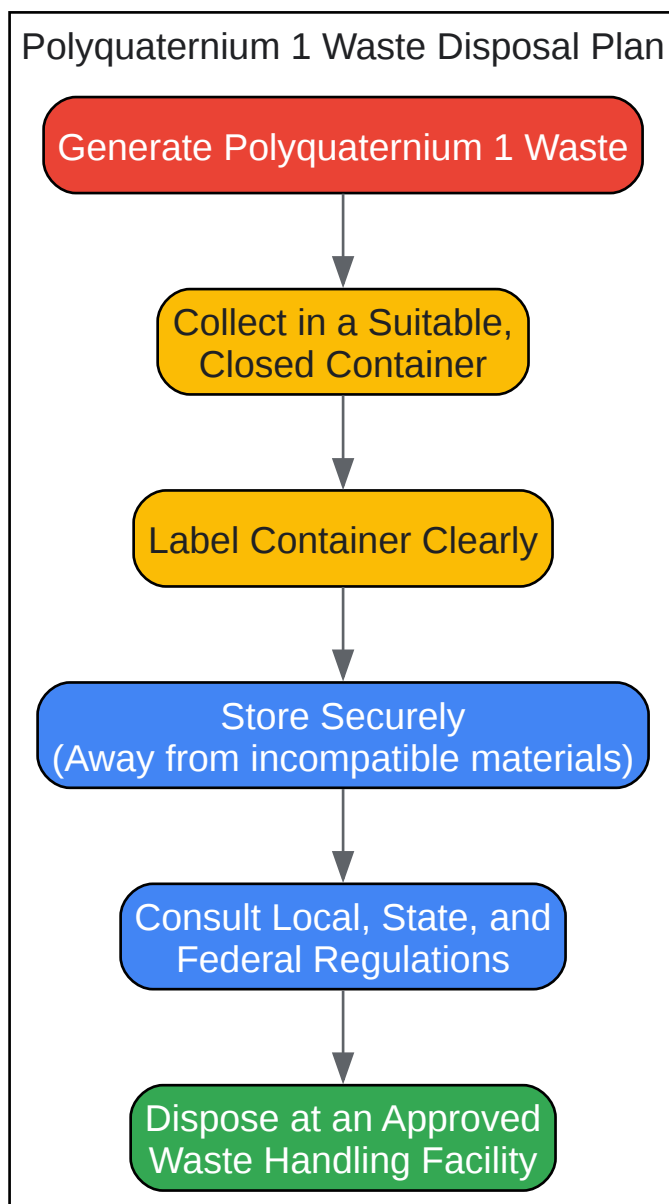 Polyquaternium 1 Waste Disposal Plan
Generate Polyquaternium 1 Waste
Collect in a Suitable,
Closed Container
Label Container Clearly
Store Securely
(Away from incompatible materials)
Consult Local, State, and
Federal Regulations
Dispose at an Approved
Waste Handling Facility